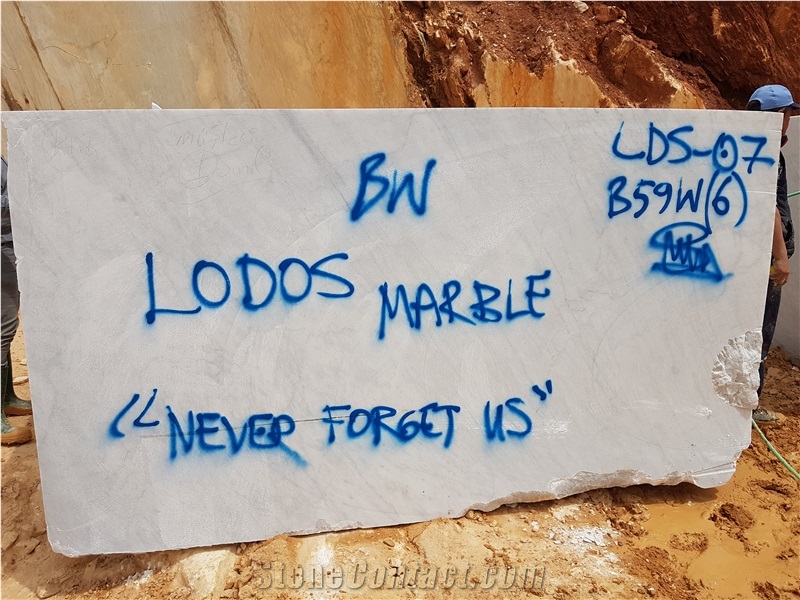 BW
LDS-07
B59W(6)
LODOS MARBLE
"NEVER FORGET US"
StoneContact.com